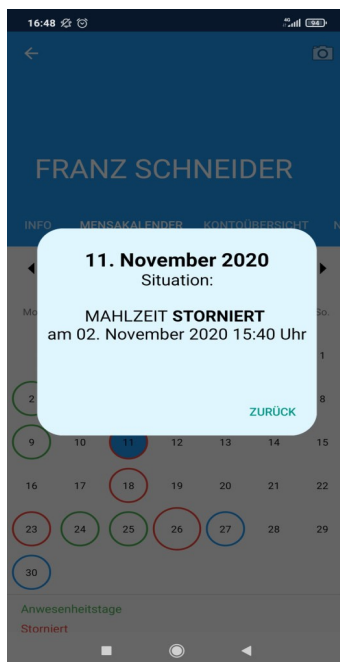 16:48 4G 94
FRANZ SCHNEIDER
INFO MENSAKALENDER KONTOÜBERSICHT N
11. November 2020
Situation:
MAHLZEIT STORNIERT
am 02. November 2020 15:40 Uhr
ZURÜCK
Mo So.
1
2 8
9 10 11 12 13 14 15
16 17 18 19 20 21 22
23 24 25 26 27 28 29
30
Anwesenheitstage
Storniert